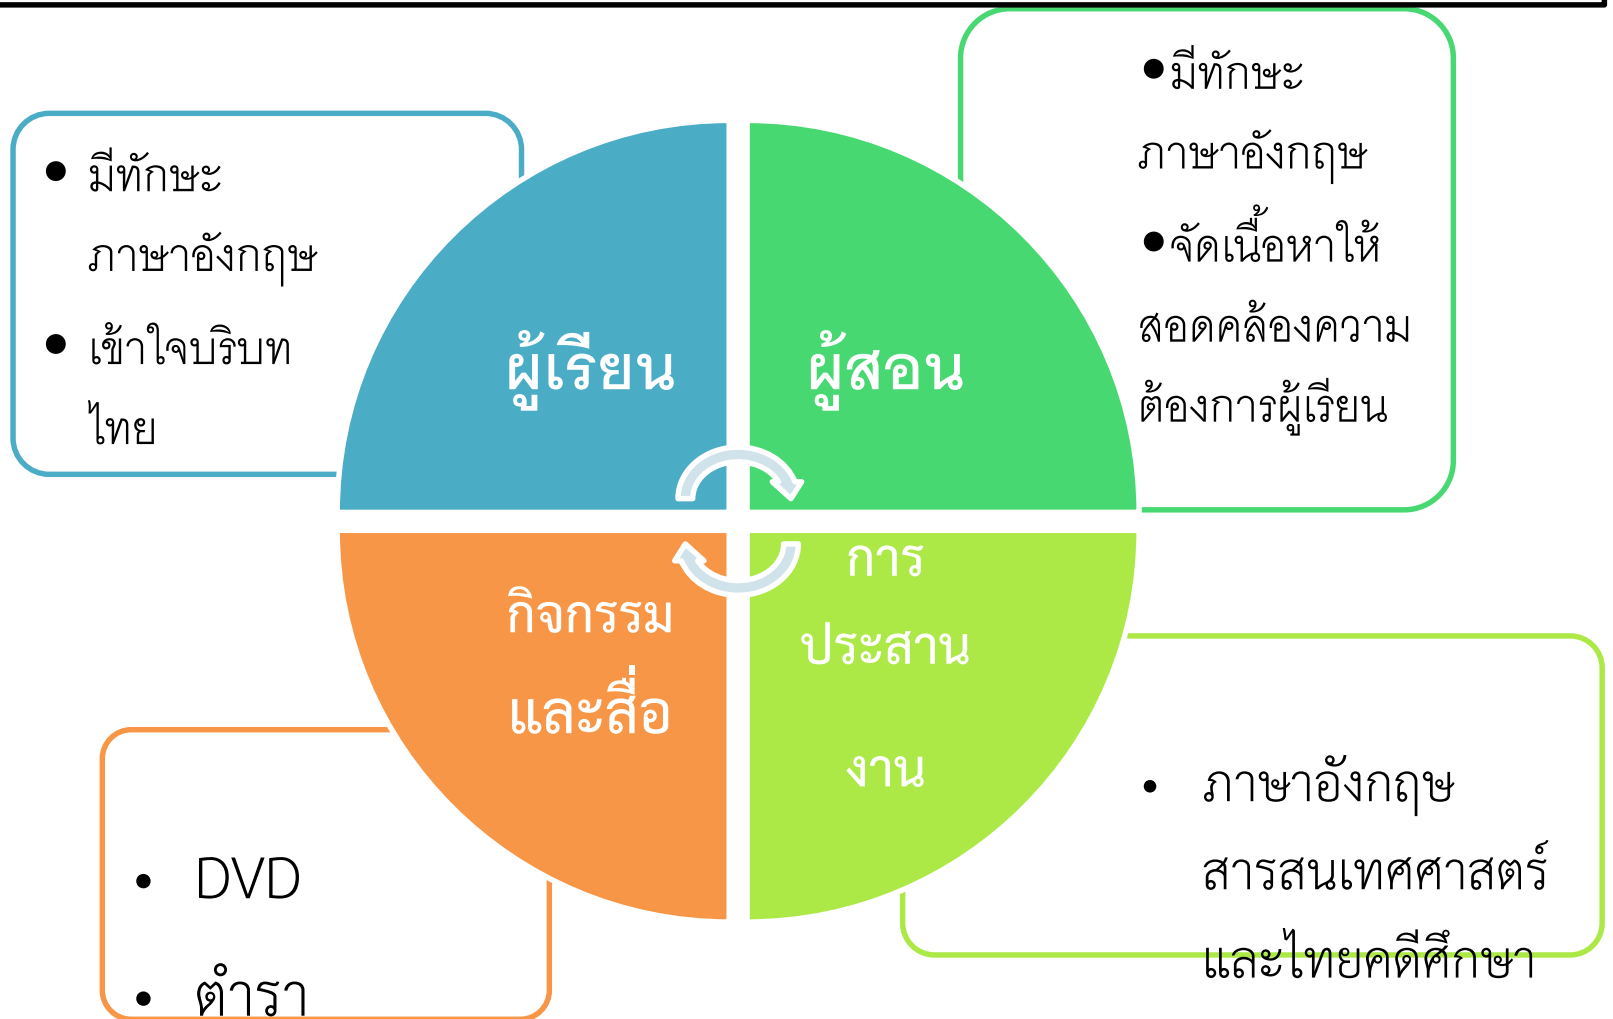 • มีทักษะ
ภาษาอังกฤษ
• เข้าใจบริบท
ไทย
ผู้เรียน
ผู้สอน
•มีทักษะ
ภาษาอังกฤษ
•จัดเนื้อหาให้
สอดคล้องความ
ต้องการผู้เรียน
กิจกรรม
และสื่อ
• DVD
• ตำรา
การ
ประสาน
งาน
• ภาษาอังกฤษ
สารสนเทศศาสตร์
และไทยคดีศึกษา